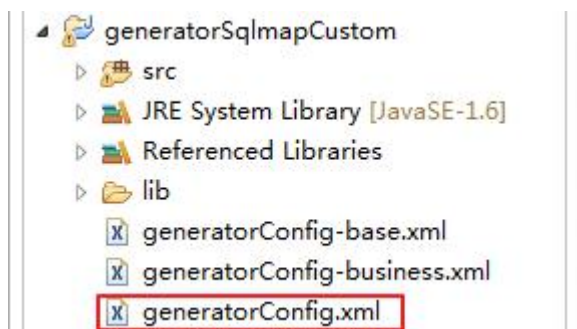 generatorSqlmapCustom
src
JRE System Library [JavaSE-1.6]
Referenced Libraries
lib
generatorConfig-base.xml
generatorConfig-business.xml
generatorConfig.xml